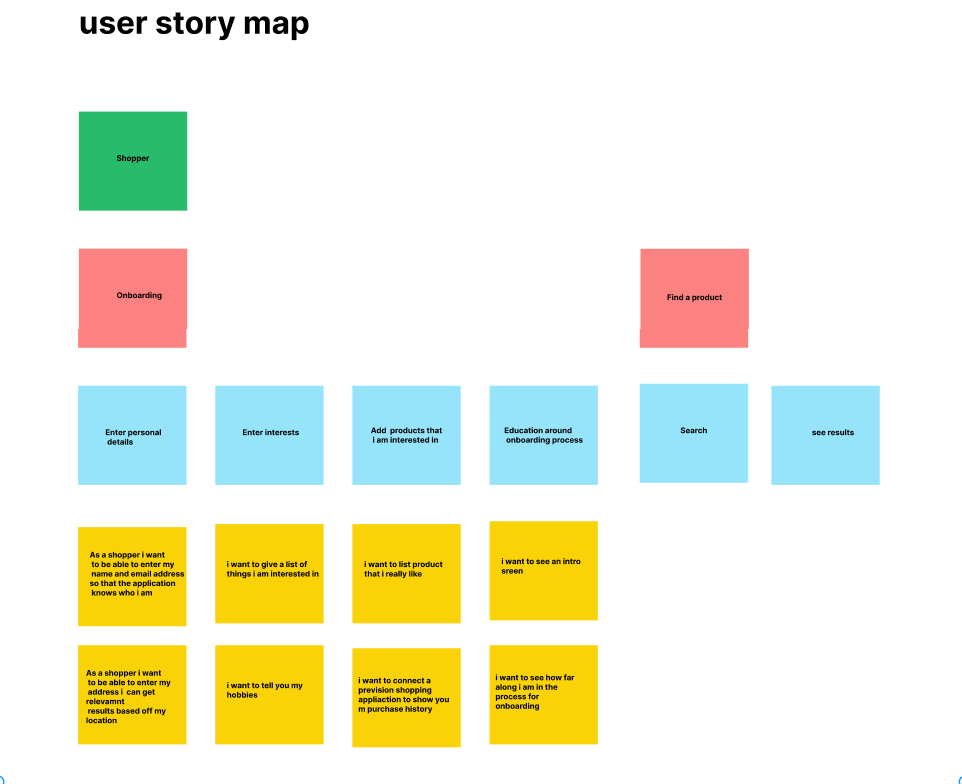 user story map
Shopper
Onboarding
Find a product
Enter personal
details
Enter interests
Add products that
i am interested in
Education around
onboarding process
Search
see results
As a shopper i want
to be able to enter my
name and email address
so that the application
knows who i am
i want to give a list of
things i am interested in
i want to list product
that i really like
i want to see an intro
sreen
As a shopper i want
to be able to enter my
address i can get
relevamnt
results based off my
location
i want to tell you my
hobbies
i want to connect a
prevision shopping
appliaction to show you
m purchase history
i want to see how far
along i am in the
process for
onboarding